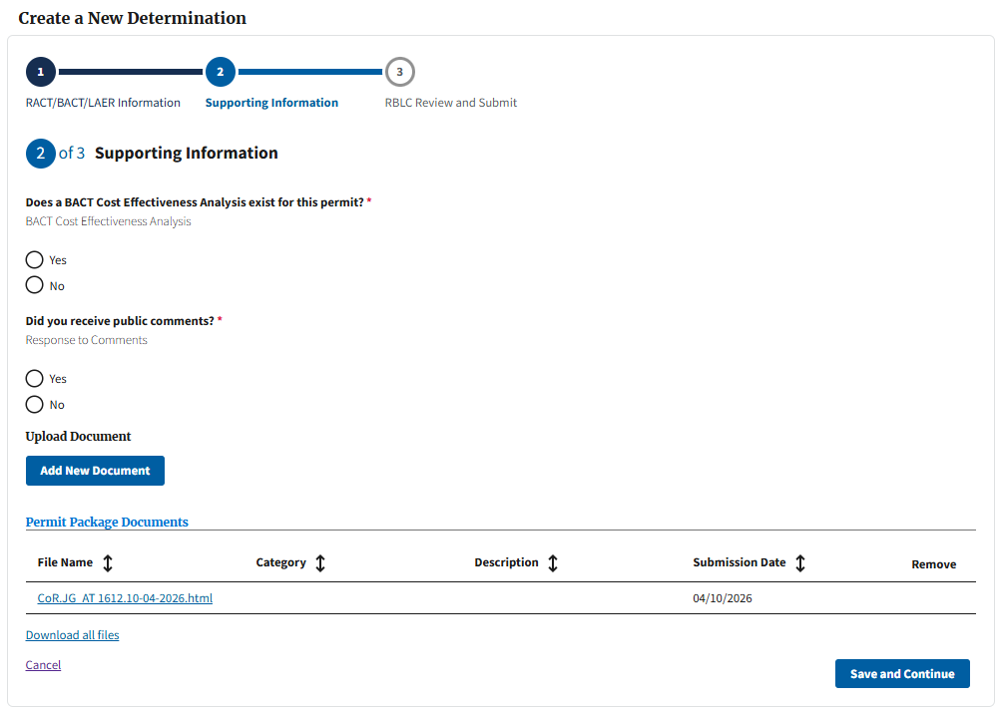 Create a New Determination
1 2 3
RACT/BACT/LAER Information Supporting Information RBLC Review and Submit
2 of 3 Supporting Information
Does a BACT Cost Effectiveness Analysis exist for this permit? *
BACT Cost Effectiveness Analysis
Yes
No
Did you receive public comments? *
Response to Comments
Yes
No
Upload Document
Add New Document
Permit Package Documents
File Name Category Description Submission Date Remove
CoR.JG_AT 1612.10-04-2026.html 04/10/2026
Download all files
Cancel
Save and Continue